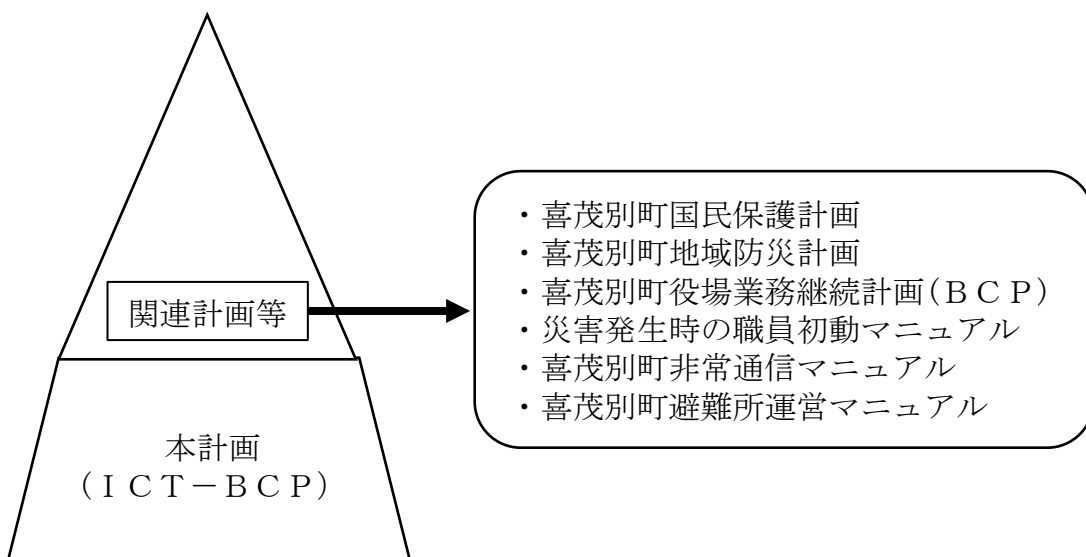 関連計画等
・喜茂別町国民保護計画
・喜茂別町地域防災計画
・喜茂別町役場業務継続計画(ＢＣＰ)
・災害発生時の職員初動マニュアル
・喜茂別町非常通信マニュアル
・喜茂別町避難所運営マニュアル
本計画
(ＩＣＴ－ＢＣＰ)